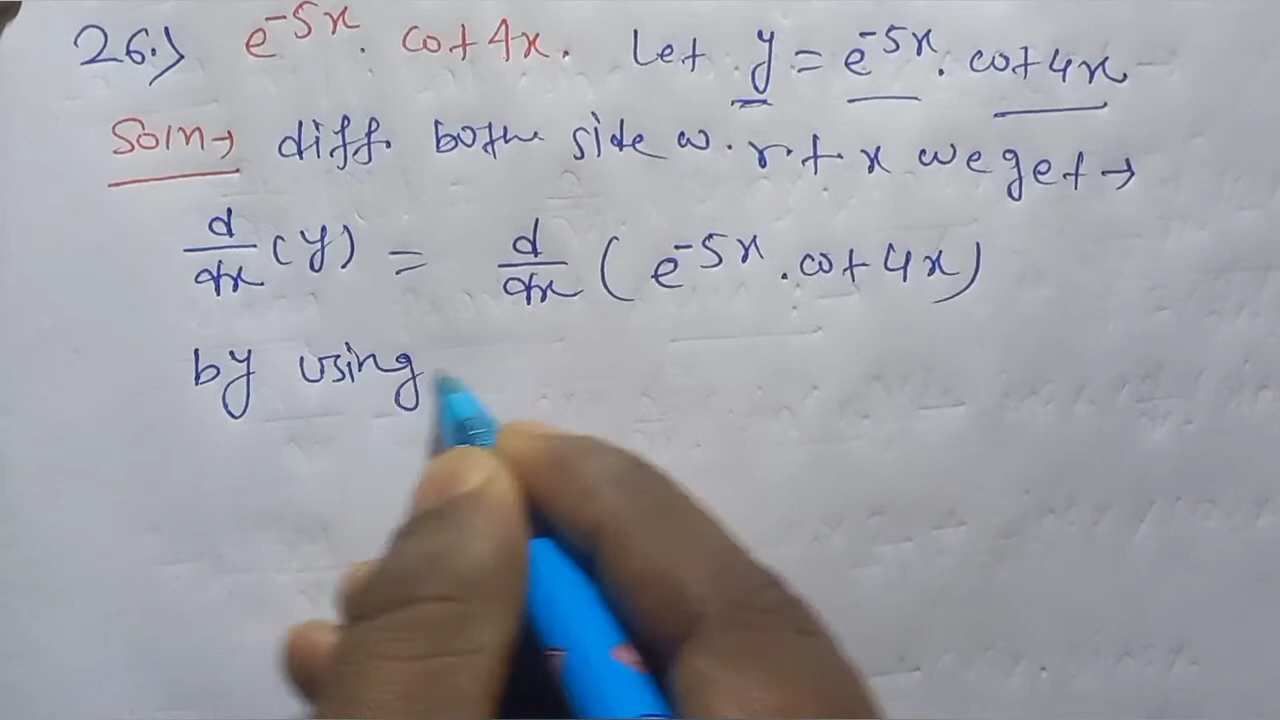 26.) e^-5x . cot 4x. Let y = e^-5x . cot 4x
Soln→ diff. both side w.r.t x we get →
d/dx (y) = d/dx (e^-5x . cot 4x)
by using